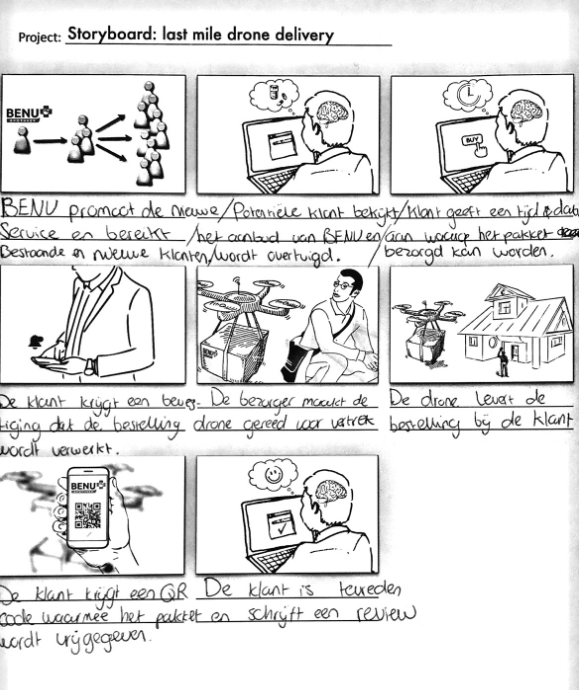 Project: Storyboard: last mile drone delivery
BENU
APOTHEEK
BUY
BENU promoot de nieuwe / Potentiële klant bekijkt / Klant geeft een tijd & datum
Service en bereikt / het aanbod van BENU en / aan waarop het pakket
Bestaande en nieuwe klanten / wordt overtuigd. / bezorgd kan worden.
De klant krijgt een beves- De bezorger maakt de De drone levert de
tiging dat de bestelling drone gereed voor vertrek bestelling bij de klant
wordt verwerkt.
BENU
De klant krijgt een QR De klant is tevreden
code waarmee het pakket en schrijft een review
wordt vrijgegeven.